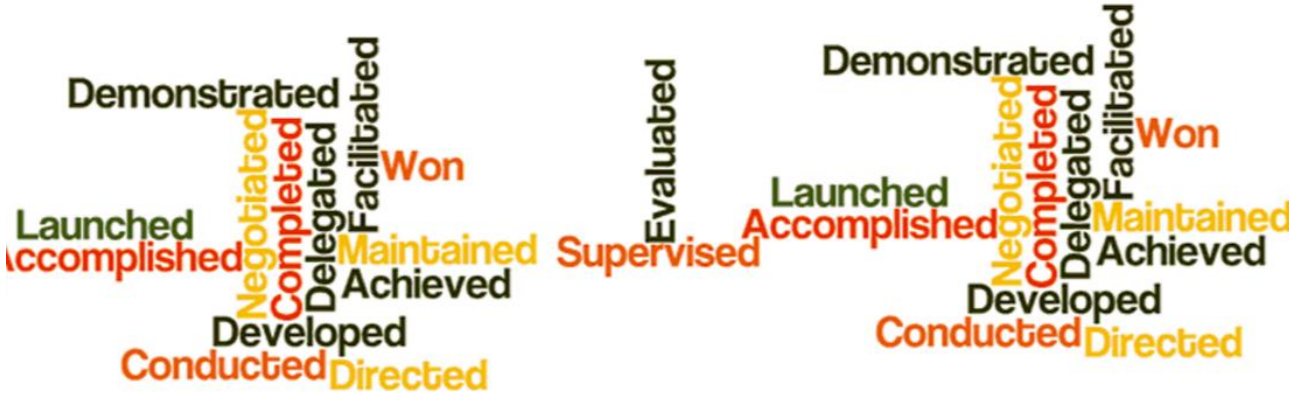 Demonstrated
Facilitated
Negotiated
Completed
Delegated
Won
Launched
ccomplished
Maintained
Achieved
Developed
Conducted
Directed
Evaluated
Supervised
Demonstrated
Facilitated
Negotiated
Completed
Delegated
Won
Launched
Accomplished
Maintained
Achieved
Developed
Conducted
Directed